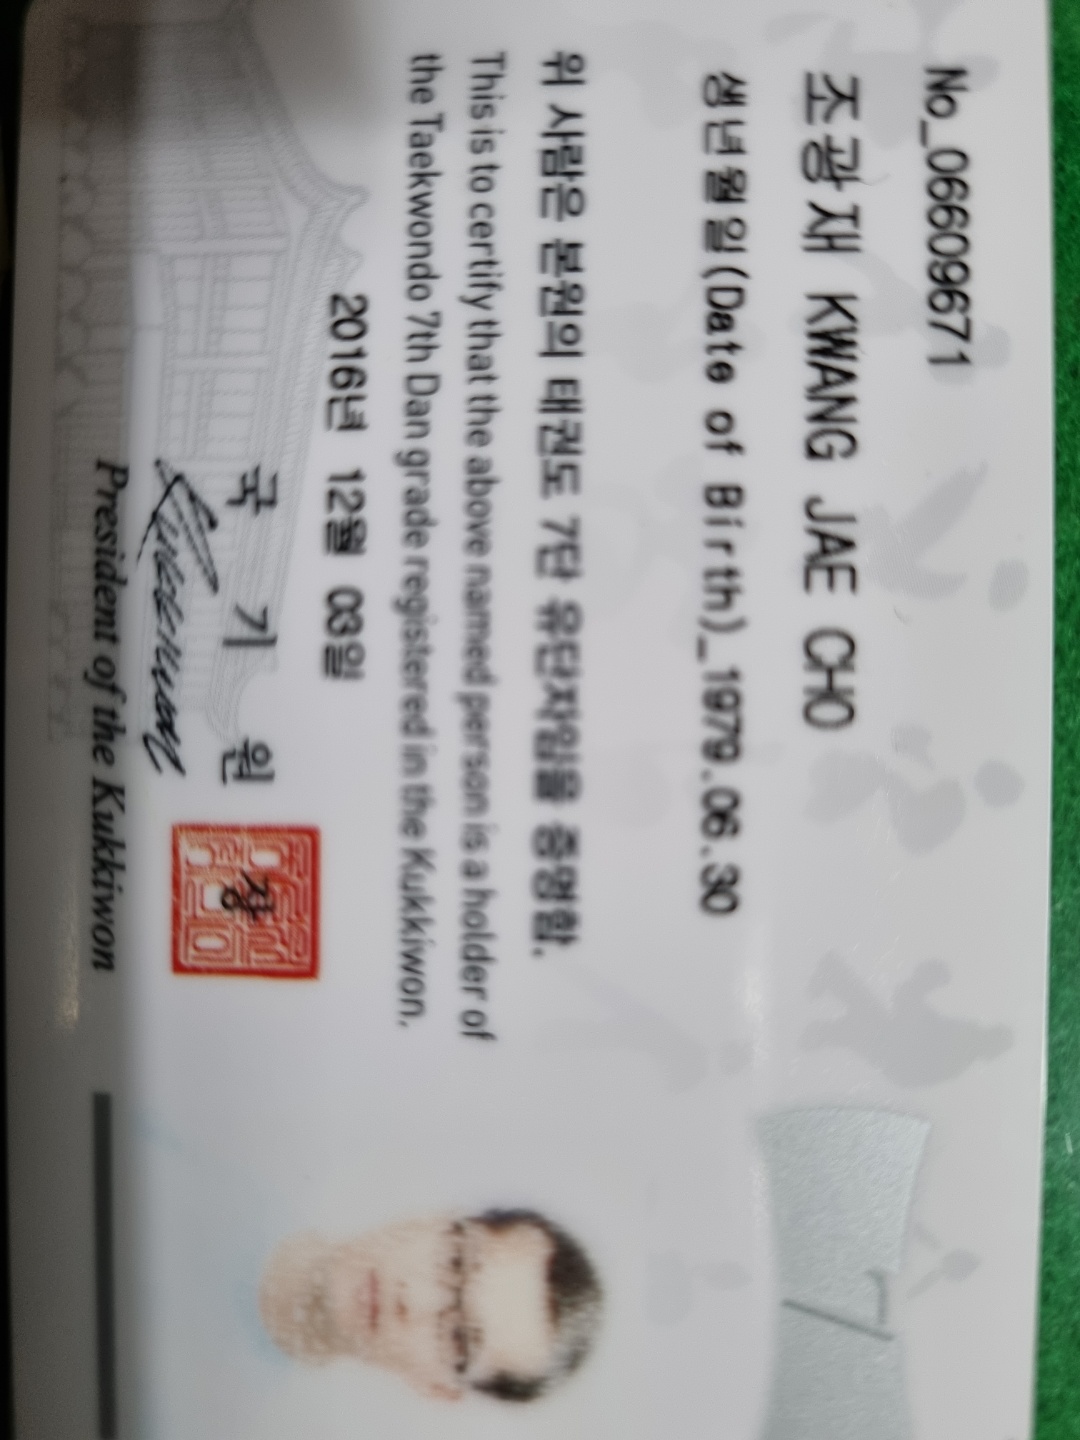 No_06609671
조광재 KWANG JAE CHO
생년월일(Date of Birth)_1979.06.30
위 사람은 본원의 태권도 7단 유단자임을 증명함.
This is to certify that the above named person is a holder of
the Taekwondo 7th Dan grade registered in the Kukkiwon.
2016년 12월 03일
국 기 원 장
President of the Kukkiwon
7